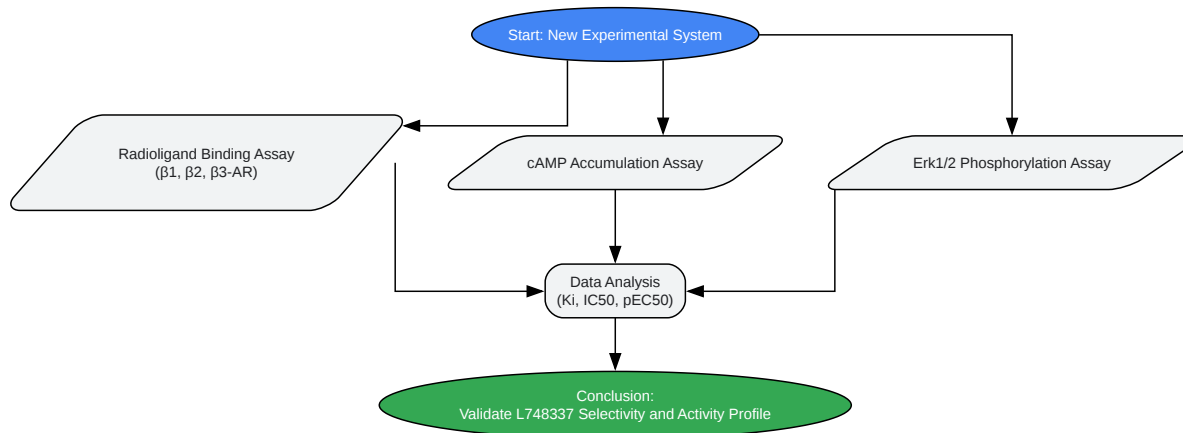 Start: New Experimental System
Radioligand Binding Assay
(β1, β2, β3-AR)
cAMP Accumulation Assay
Erk1/2 Phosphorylation Assay
Data Analysis
(Ki, IC50, pEC50)
Conclusion:
Validate L748337 Selectivity and Activity Profile